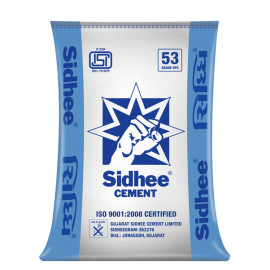 53
GRADE OPC
Sidhee®
Sidhee®
CEMENT
ISO 9001:2008 CERTIFIED
GUJARAT SIDHEE CEMENT LIMITED
SIDHEEGRAM-362276
Dist.: JUNAGADH, GUJARAT
Sidhee®